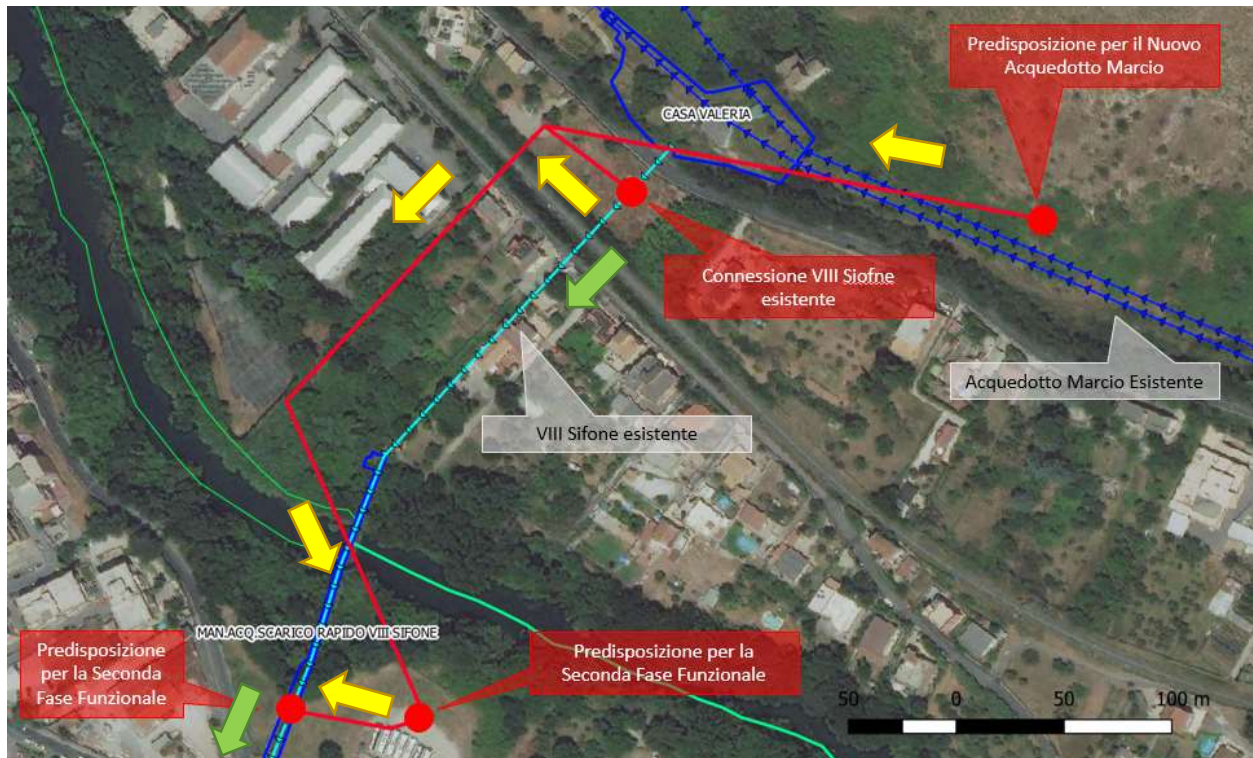 Predisposizione per il Nuovo
Acquedotto Marcio
CASA VALERIA
Connessione VIII Siofne
esistente
Acquedotto Marcio Esistente
VIII Sifone esistente
MAN.ACQ.SCARICO RAPIDO VIII SIFONE
Predisposizione
per la Seconda
Fase Funzionale
Predisposizione per la
Seconda Fase Funzionale
50 0 50 100 m